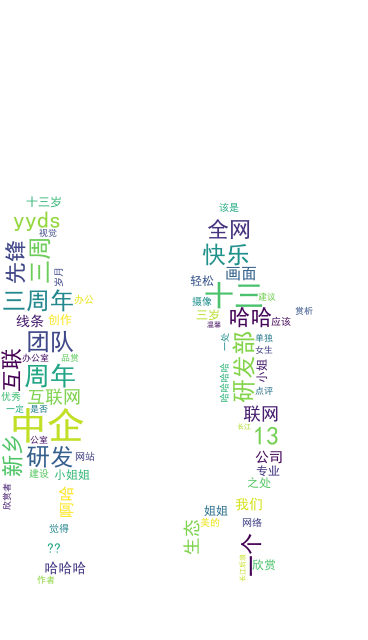 十三岁
yyds
视觉
先锋
三周
岁月
三周年
办公
线条
创作
团队
互联
办公室
品赏
周年
优秀
互联网
一定
是否
中企
公室
新乡
研发
网站
建设
小姐姐
欣赏者
啊哈
觉得
??
哈哈哈
作者
该是
全网
快乐
画面
轻松
十三
建议
摄像
三岁
哈哈
应该
赏析
温馨
一次
研发部
单独
女生
小姐
哈哈哈哈
点评
联网
长江
13
公司
专业
之处
姐姐
我们
美的
网络
生态
一个
欣赏